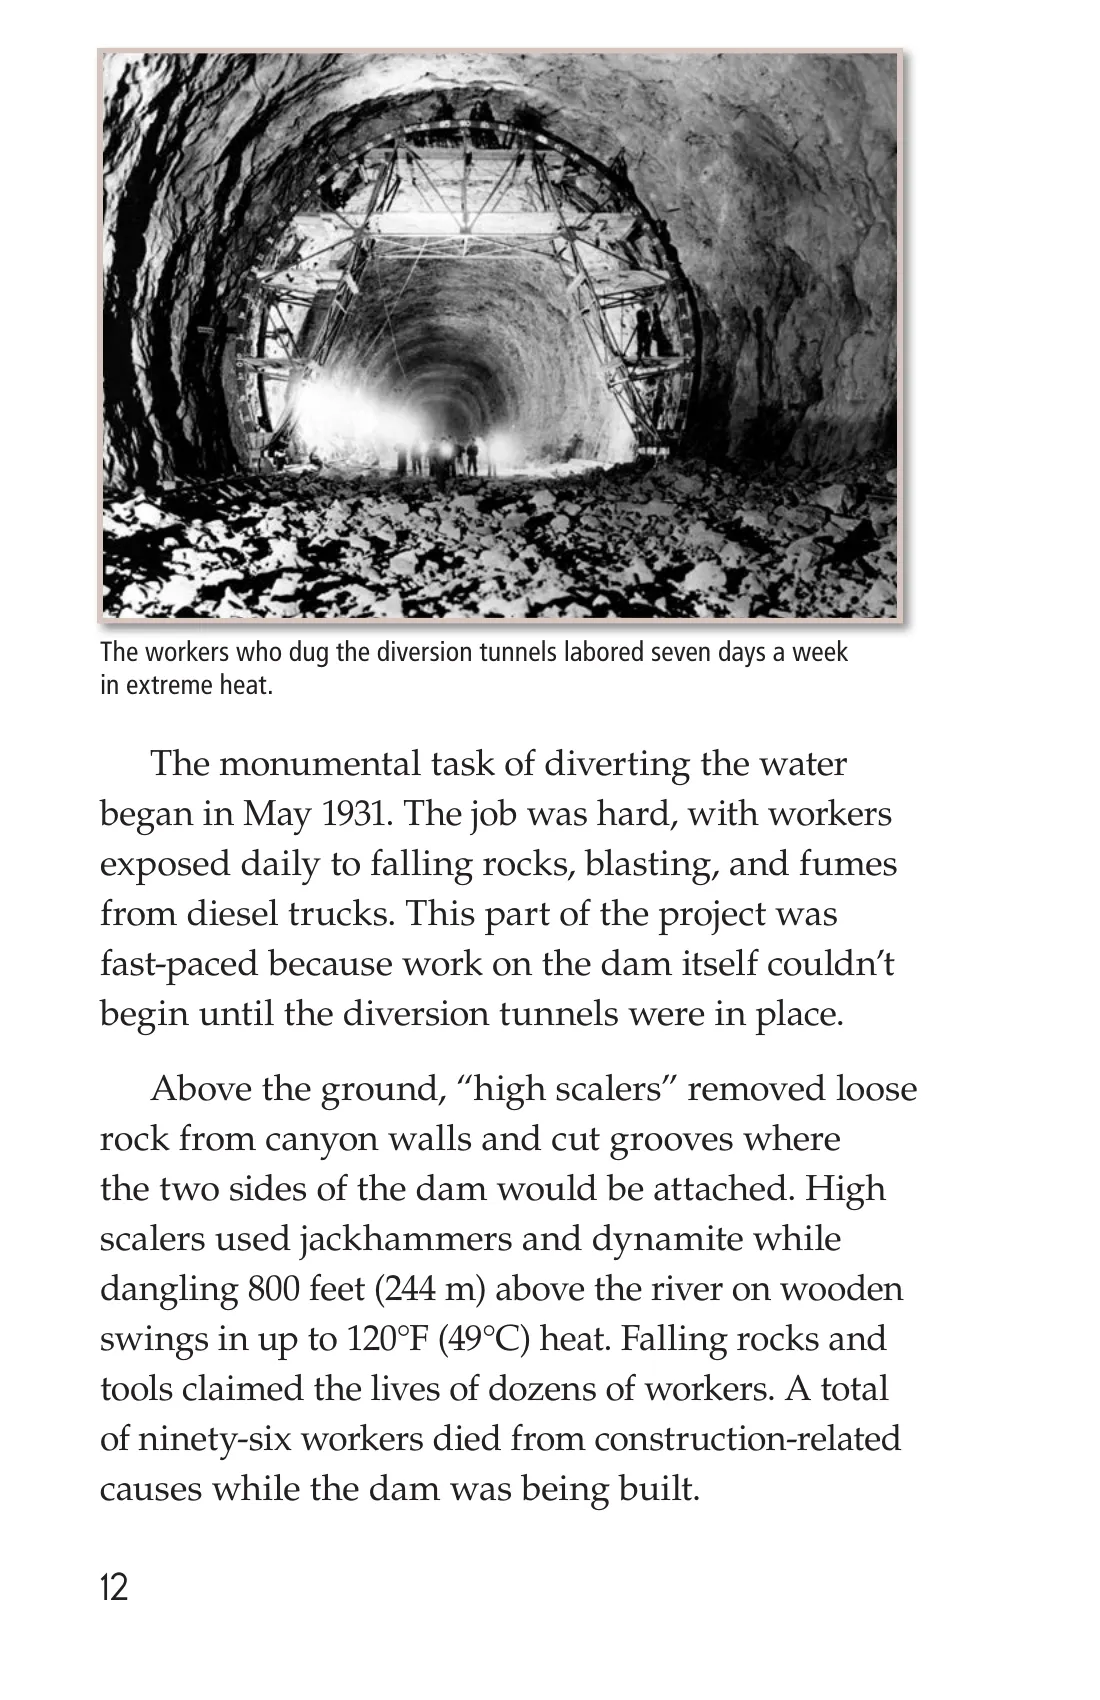 The workers who dug the diversion tunnels labored seven days a week
in extreme heat.
The monumental task of diverting the water
began in May 1931. The job was hard, with workers
exposed daily to falling rocks, blasting, and fumes
from diesel trucks. This part of the project was
fast-paced because work on the dam itself couldn’t
begin until the diversion tunnels were in place.
Above the ground, “high scalers” removed loose
rock from canyon walls and cut grooves where
the two sides of the dam would be attached. High
scalers used jackhammers and dynamite while
dangling 800 feet (244 m) above the river on wooden
swings in up to 120°F (49°C) heat. Falling rocks and
tools claimed the lives of dozens of workers. A total
of ninety-six workers died from construction-related
causes while the dam was being built.
12